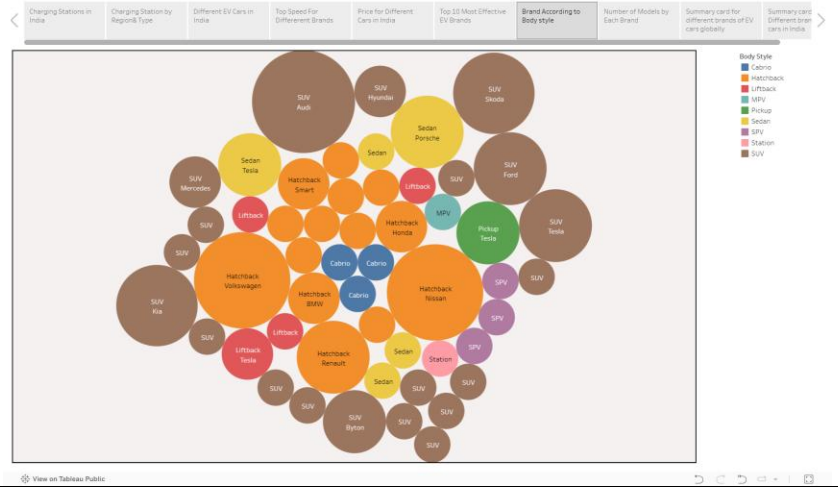 Charging Stations in
India
Charging Station by
Region& Type
Different EV Cars in
India
Top Speed For
Differerent Brands
Price for Different
Cars in India
Top 10 Most Effective
EV Brands
Brand According to
Body style
Number of Models by
Each Brand
Summary card for
different brands of EV
cars globally
Summary card
Different bran
cars in India
Body Style
Cabrio
Hatchback
Liftback
MPV
Pickup
Sedan
SPV
Station
SUV
SUV
Audi
SUV
Hyundai
SUV
Skoda
Sedan
Porsche
Sedan
Sedan
Tesla
SUV
Ford
SUV
Mercedes
Hatchback
Smart
Liftback
SUV
Liftback
MPV
SUV
Hatchback
Honda
Pickup
Tesla
SUV
Tesla
SUV
Cabrio
Cabrio
Hatchback
Volkswagen
Hatchback
Nissan
SPV
SUV
Cabrio
Hatchback
BMW
SUV
Kia
SPV
SUV
Liftback
Liftback
Tesla
Hatchback
Renault
Sedan
Station
SPV
Sedan
SUV
SUV
SUV
SUV
SUV
Byton
SUV
SUV
SUV
View on Tableau Public